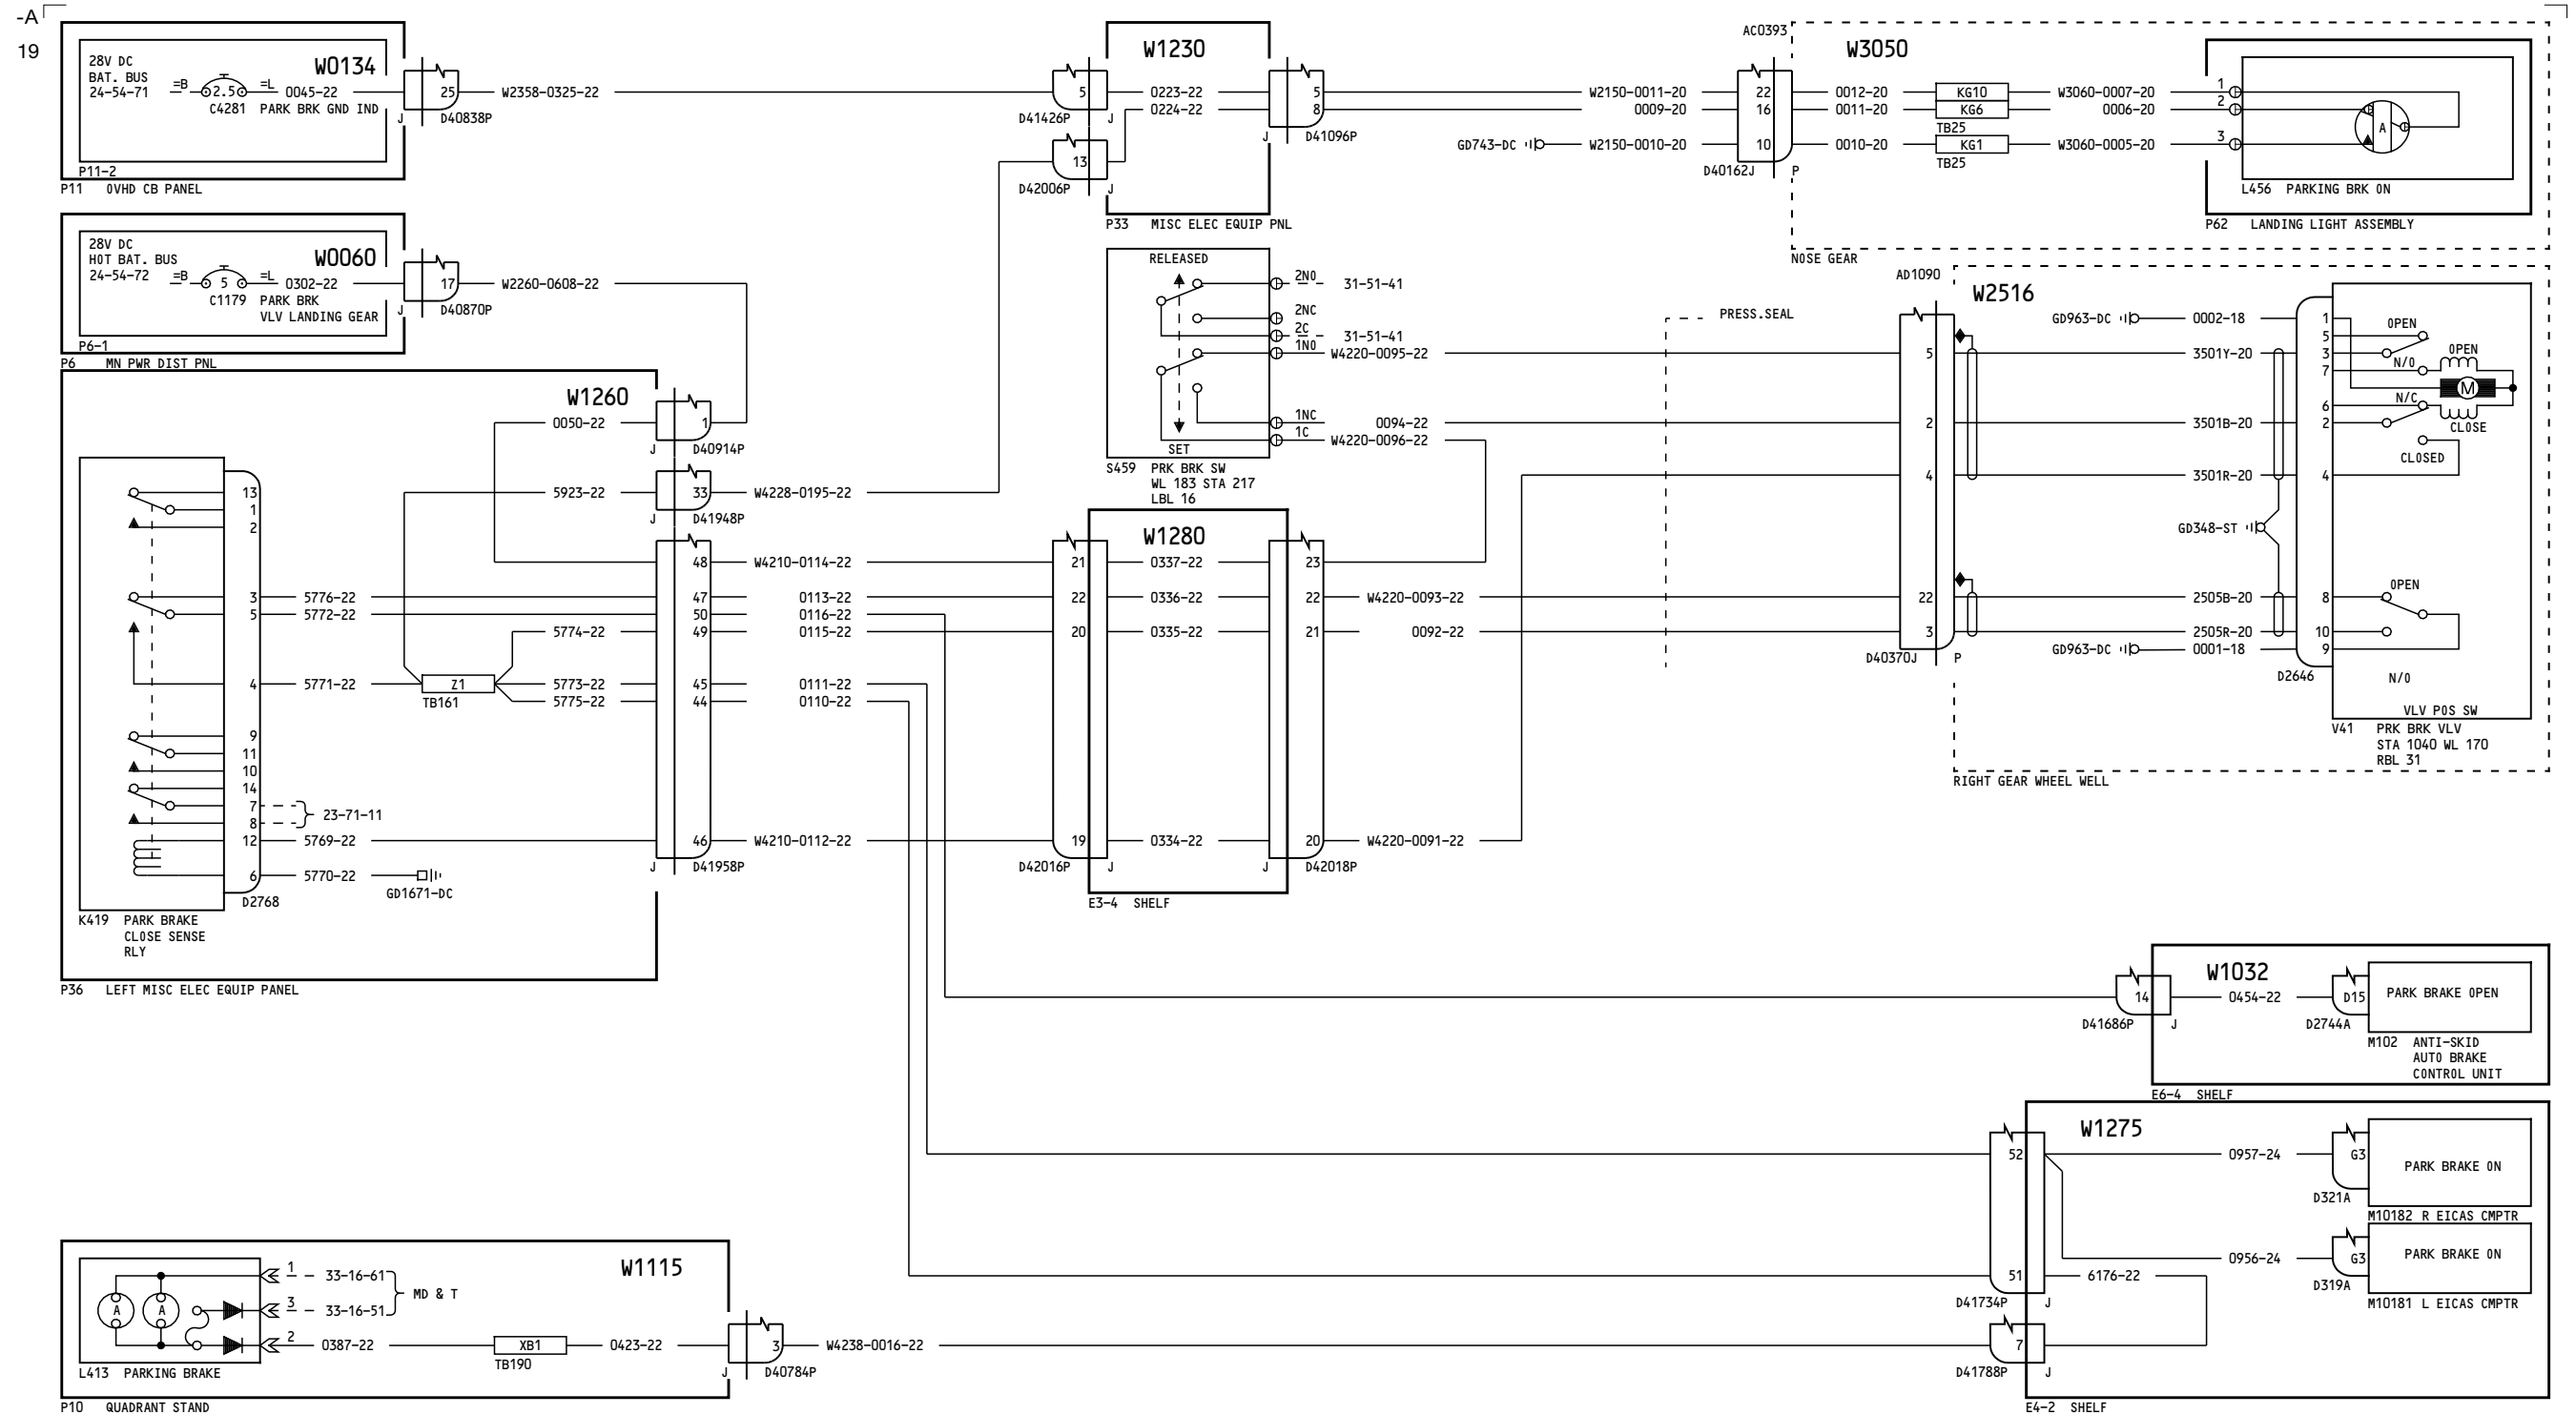 -A
19
28V DC
BAT. BUS
24-54-71
=B
2.5
=L
0045-22
C4281 PARK BRK GND IND
W0134
25
J
D40838P
P11-2
P11 OVHD CB PANEL
W2358-0325-22
28V DC
HOT BAT. BUS
24-54-72
=B
5
=L
0302-22
C1179 PARK BRK
VLV LANDING GEAR
W0060
17
J
D40870P
P6-1
P6 MN PWR DIST PNL
W2260-0608-22
W1230
5
D41426P
J
13
D42006P
J
0223-22
0224-22
5
8
J
D41096P
P33 MISC ELEC EQUIP PNL
W2150-0011-20
0009-20
GD743-DC
W2150-0010-20
AC0393
22
16
10
D40162J
P
W3050
0012-20
0011-20
0010-20
KG10
KG6
TB25
KG1
TB25
W3060-0007-20
0006-20
W3060-0005-20
1
2
3
A
L456 PARKING BRK ON
P62 LANDING LIGHT ASSEMBLY
NOSE GEAR
RELEASED
SET
2NO
31-51-41
2NC
2C
31-51-41
1NO
W4220-0095-22
1NC
0094-22
1C
W4220-0096-22
S459 PRK BRK SW
WL 183 STA 217
LBL 16
PRESS.SEAL
AD1090
5
2
4
22
3
D40370J
P
W2516
GD963-DC
0002-18
3501Y-20
3501B-20
3501R-20
GD348-ST
2505B-20
2505R-20
GD963-DC
0001-18
1
5
3
7
6
2
4
8
10
9
D2646
OPEN
N/O
OPEN
M
N/C
CLOSE
CLOSED
OPEN
N/O
VLV POS SW
V41 PRK BRK VLV
STA 1040 WL 170
RBL 31
RIGHT GEAR WHEEL WELL
W1260
0050-22
1
J
D40914P
5923-22
33
J
D41948P
W4228-0195-22
13
1
2
3
5
4
9
11
10
14
7
8
12
6
D2768
5776-22
5772-22
5774-22
5771-22
Z1
TB161
5773-22
5775-22
23-71-11
5769-22
5770-22
GD1671-DC
48
47
50
49
45
44
46
J
D41958P
K419 PARK BRAKE
CLOSE SENSE
RLY
P36 LEFT MISC ELEC EQUIP PANEL
W4210-0114-22
0113-22
0116-22
0115-22
0111-22
0110-22
W4210-0112-22
W1280
21
22
20
19
D42016P
J
0337-22
0336-22
0335-22
0334-22
23
22
21
20
J
D42018P
E3-4 SHELF
W4220-0093-22
0092-22
W4220-0091-22
W1032
14
D41686P
J
0454-22
D15
D2744A
PARK BRAKE OPEN
M102 ANTI-SKID
AUTO BRAKE
CONTROL UNIT
E6-4 SHELF
W1275
52
51
D41734P
J
7
D41788P
J
0957-24
G3
D321A
PARK BRAKE ON
M10182 R EICAS CMPTR
0956-24
G3
D319A
PARK BRAKE ON
M10181 L EICAS CMPTR
6176-22
E4-2 SHELF
W1115
A
A
1
33-16-61
3
33-16-51
MD & T
2
0387-22
XB1
TB190
0423-22
3
J
D40784P
W4238-0016-22
L413 PARKING BRAKE
P10 QUADRANT STAND